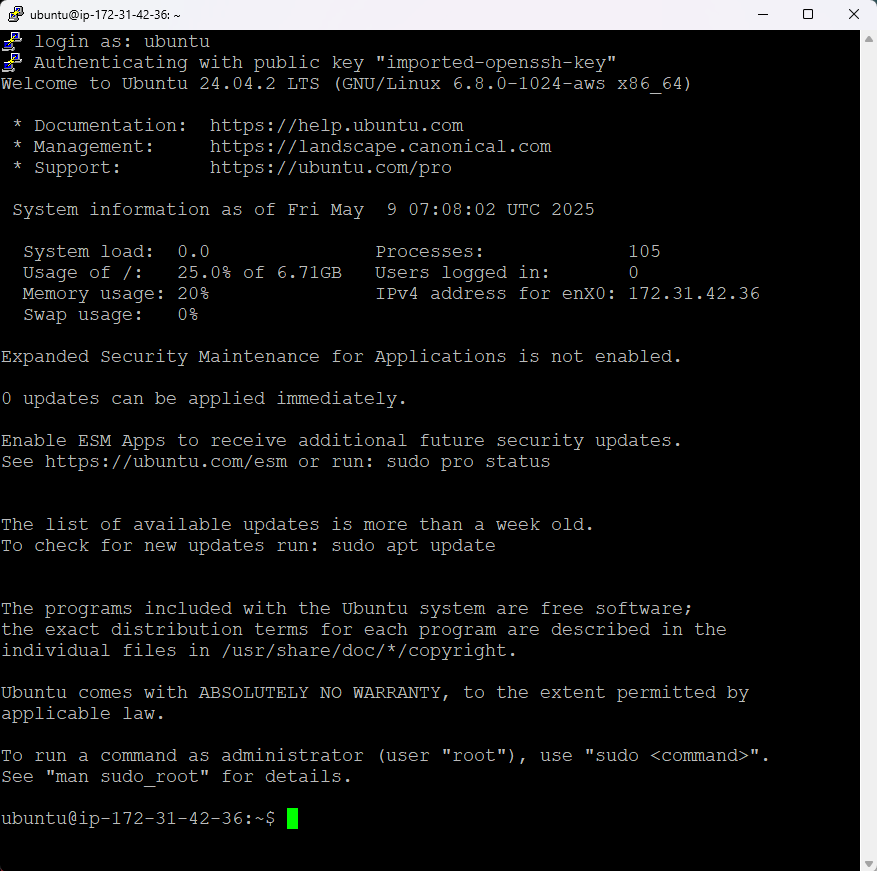 ubuntu@ip-172-31-42-36: ~
login as: ubuntu
Authenticating with public key "imported-openssh-key"
Welcome to Ubuntu 24.04.2 LTS (GNU/Linux 6.8.0-1024-aws x86_64)

 * Documentation:  https://help.ubuntu.com
 * Management:     https://landscape.canonical.com
 * Support:        https://ubuntu.com/pro

 System information as of Fri May  9 07:08:02 UTC 2025

  System load:  0.0               Processes:             105
  Usage of /:   25.0% of 6.71GB   Users logged in:       0
  Memory usage: 20%               IPv4 address for enX0: 172.31.42.36
  Swap usage:   0%

Expanded Security Maintenance for Applications is not enabled.

0 updates can be applied immediately.

Enable ESM Apps to receive additional future security updates.
See https://ubuntu.com/esm or run: sudo pro status


The list of available updates is more than a week old.
To check for new updates run: sudo apt update


The programs included with the Ubuntu system are free software;
the exact distribution terms for each program are described in the
individual files in /usr/share/doc/*/copyright.

Ubuntu comes with ABSOLUTELY NO WARRANTY, to the extent permitted by
applicable law.

To run a command as administrator (user "root"), use "sudo <command>".
See "man sudo_root" for details.

ubuntu@ip-172-31-42-36:~$